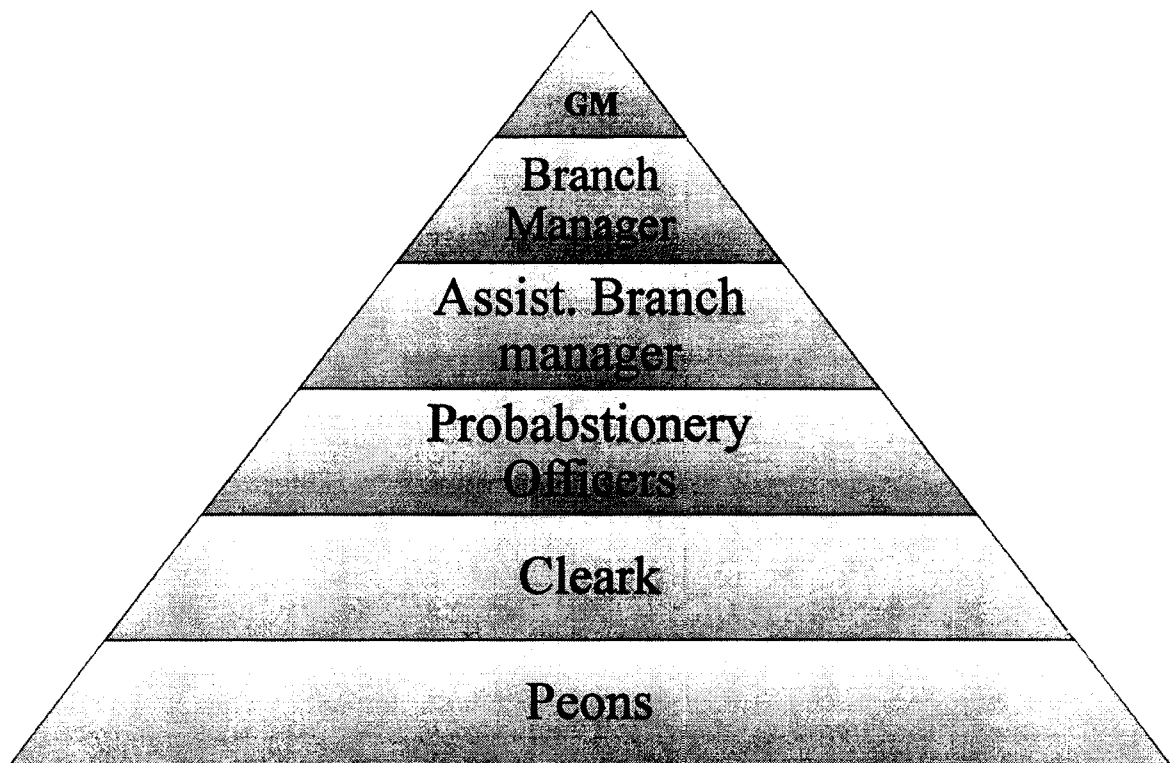 GM
Branch
Manager
Assist. Branch
manager
Probabstionery
Officers
Cleark
Peons